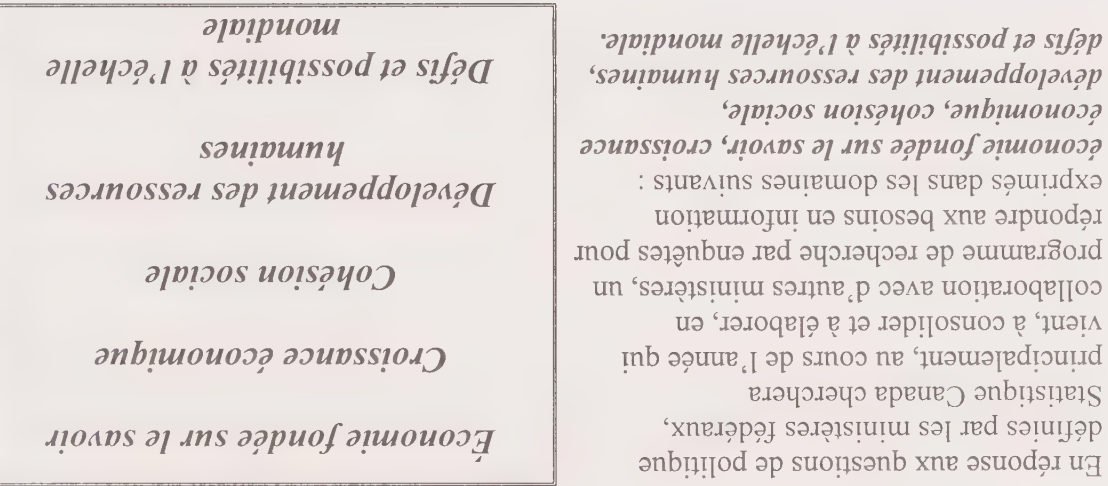 En réponse aux questions de politique
définies par les ministères fédéraux,
Statistique Canada cherchera
principalement, au cours de l'année qui
vient, à consolider et à élaborer, en
collaboration avec d'autres ministères, un
programme de recherche par enquêtes pour
répondre aux besoins en information
exprimés dans les domaines suivants :
économie fondée sur le savoir, croissance
économique, cohésion sociale,
développement des ressources humaines,
défis et possibilités à l'échelle mondiale.
Économie fondée sur le savoir
Croissance économique
Cohésion sociale
Développement des ressources
humaines
Défis et possibilités à l'échelle
mondiale